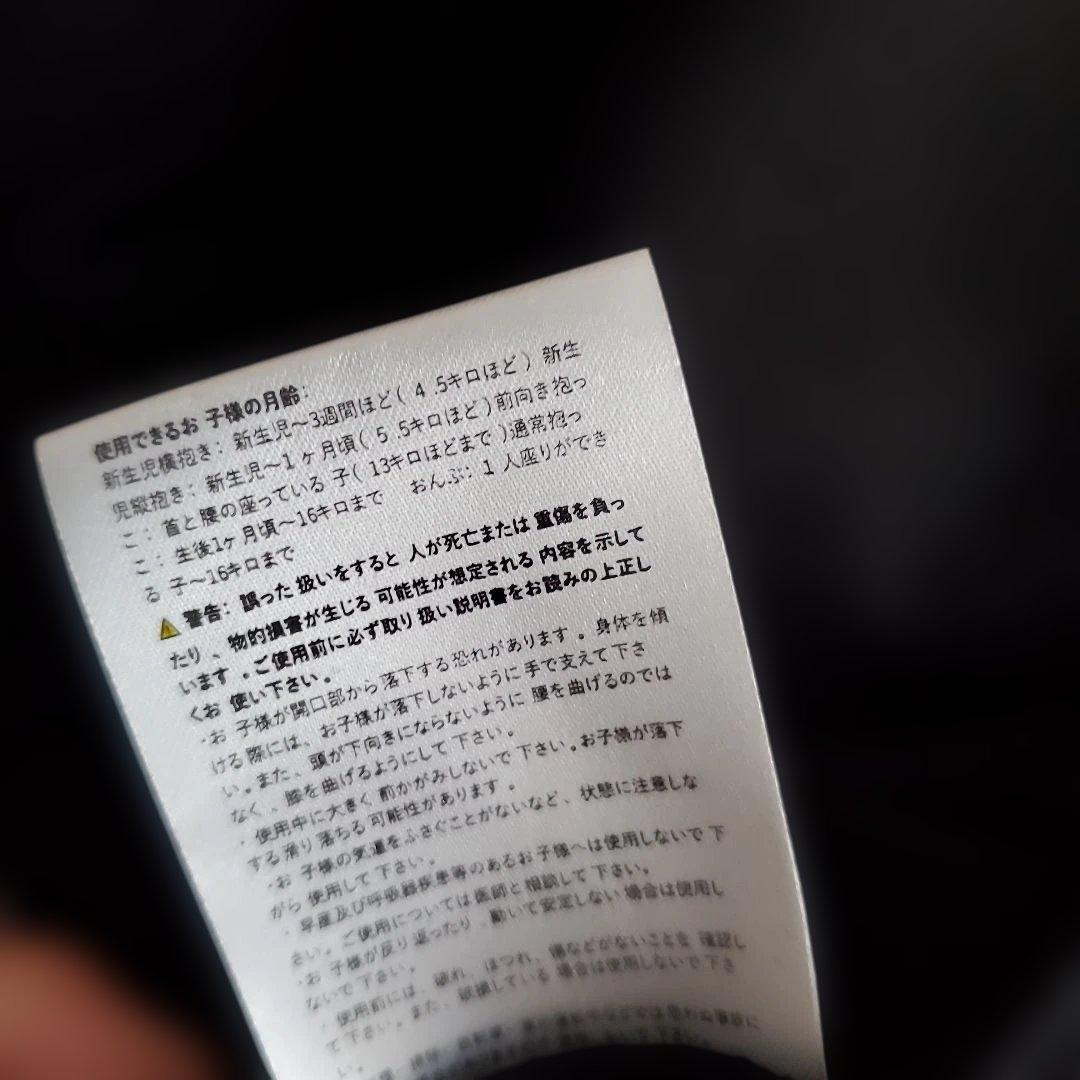 使用できるお 子様の月齢：
新生児横抱き：新生児～3週間ほど( 4 .5キロほど ) 新生
児縦抱き：新生児～1 ヶ月頃( 5 .5キロほど )前向き抱っ
こ：首と腰の座っている 子( 13キロほどまで )通常抱っ
こ：生後1ヶ 月頃～16キロまで おんぶ：1 人座りができ
る 子～16キロまで
警告：誤った 扱いをすると 人が死亡または 重傷を負っ
たり 、物的損害が生じる 可能性が想定される 内容を示して
います 。ご使用前に必ず取り 扱い説明書をお読みの上正し
くお 使い下さい 。
・お 子様が開口部から 落下する恐れがあります 。身体を傾
ける 際には、お子様が落下しないように 手で支えて下さ
い 。また 、頭が下向きにならないように 腰を曲げるのでは
なく 、膝を曲げるようにして 下さい 。
・ 使用中に大きく 前かがみしないで 下さい 。お子様が落下
する 滑り 落ちる 可能性があります 。
・お 子様の気道をふさぐことがないなど 、状態に注意しな
がら 使用して 下さい 。
・ 早産及び呼吸器疾患等のあるお 子様へは使用しないで 下
さい 。ご使用については医師と 相談して 下さい。
・お 子様が反り 返ったり 、動いて安定しない 場合は使用し
ないで 下さい 。
・ 使用前には、破れ、ほつれ、傷などがないことを 確認し
て 下さい 。また 、破損している 場合は使用しないで 下さ
い 。